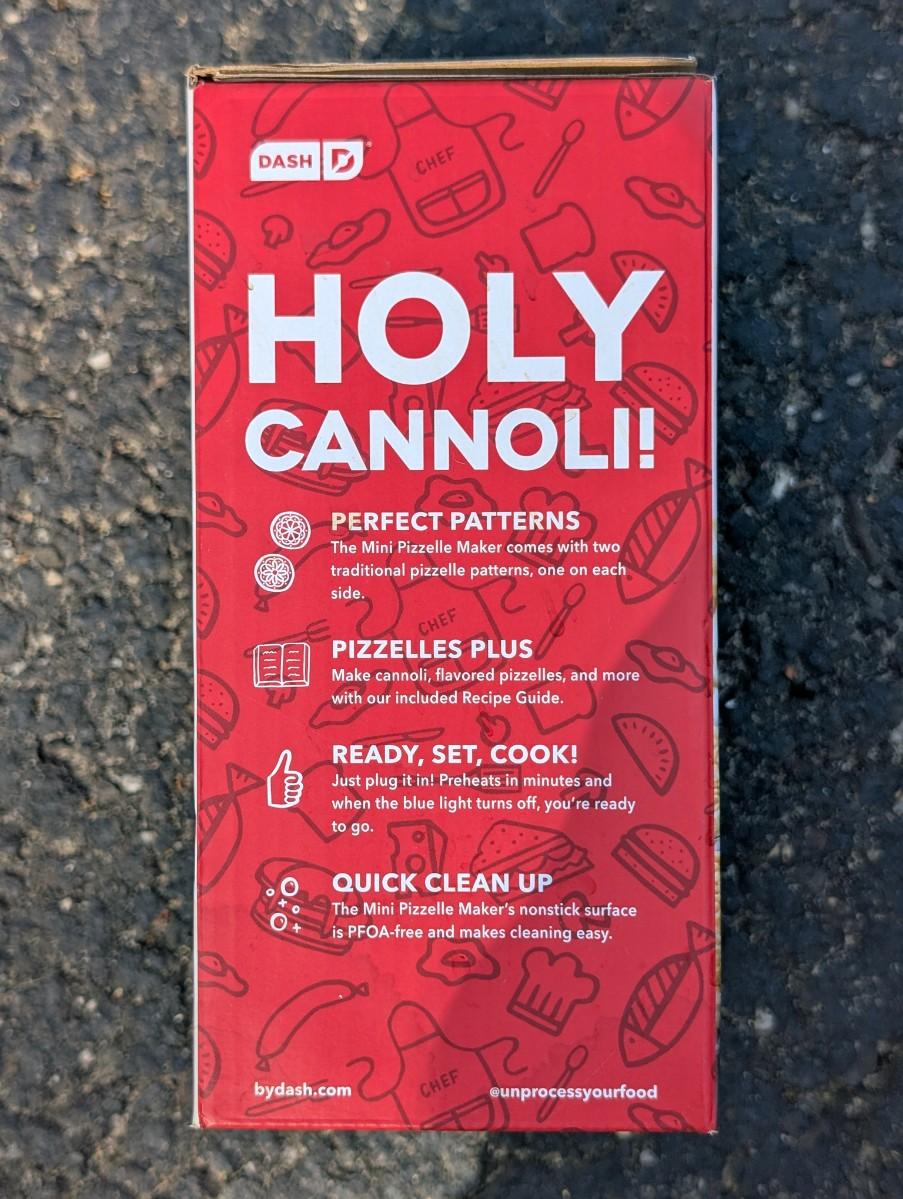 DASH D
CHEF
HOLY
CANNOLI!
PERFECT PATTERNS
The Mini Pizzelle Maker comes with two
traditional pizzelle patterns, one on each
side.
CHEF
PIZZELLES PLUS
Make cannoli, flavored pizzelles, and more
with our included Recipe Guide.
READY, SET, COOK!
Just plug it in! Preheats in minutes and
when the blue light turns off, you're ready
to go.
QUICK CLEAN UP
The Mini Pizzelle Maker's nonstick surface
is PFOA-free and makes cleaning easy.
CHEF
bydash.com
@unprocessyourfood